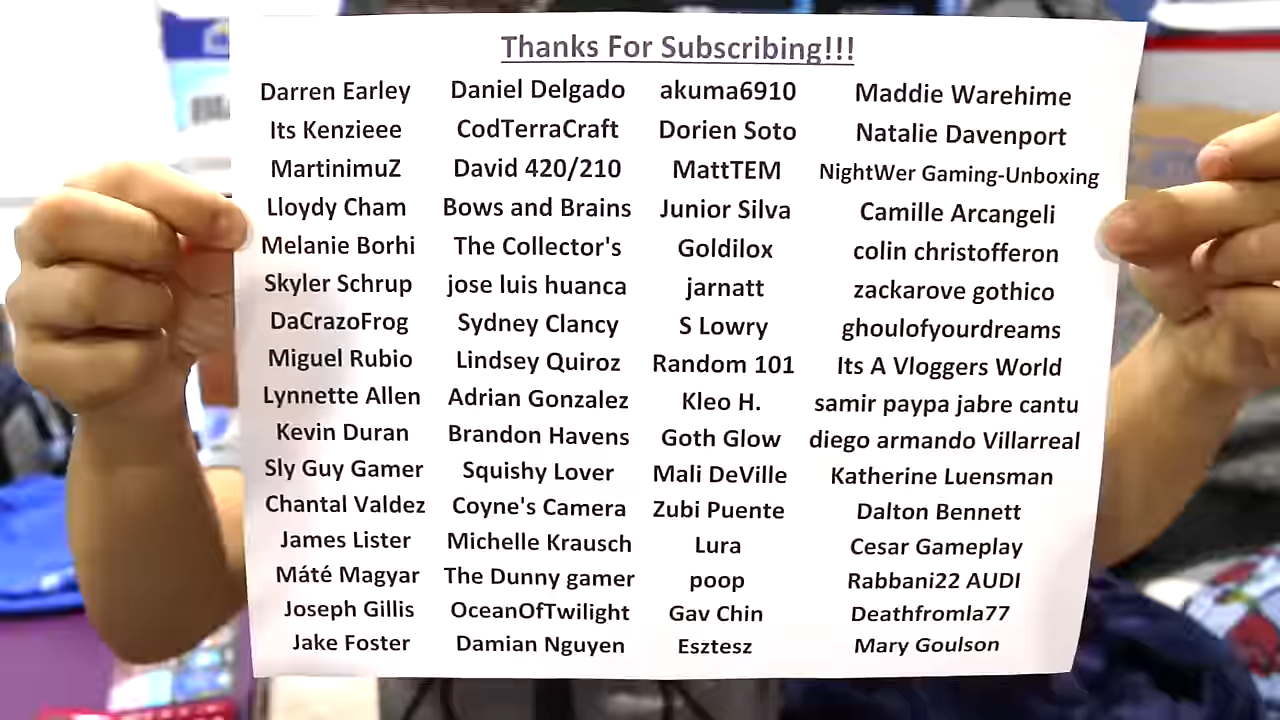 Thanks For Subscribing!!!
Darren Earley Daniel Delgado akuma6910 Maddie Warehime
Its Kenzieee CodTerraCraft Dorien Soto Natalie Davenport
MartinimuZ David 420/210 MattTEM NightWer Gaming-Unboxing
Lloydy Cham Bows and Brains Junior Silva Camille Arcangeli
Melanie Borhi The Collector's Goldilox colin christofferon
Skyler Schrup jose luis huanca jarnatt zackarove gothico
DaCrazoFrog Sydney Clancy S Lowry ghoulofyourdreams
Miguel Rubio Lindsey Quiroz Random 101 Its A Vloggers World
Lynnette Allen Adrian Gonzalez Kleo H. samir paypa jabre cantu
Kevin Duran Brandon Havens Goth Glow diego armando Villarreal
Sly Guy Gamer Squishy Lover Mali DeVille Katherine Luensman
Chantal Valdez Coyne's Camera Zubi Puente Dalton Bennett
James Lister Michelle Krausch Lura Cesar Gameplay
Máté Magyar The Dunny gamer poop Rabbani22 AUDI
Joseph Gillis OceanOfTwilight Gav Chin Deathfromla77
Jake Foster Damian Nguyen Esztesz Mary Goulson